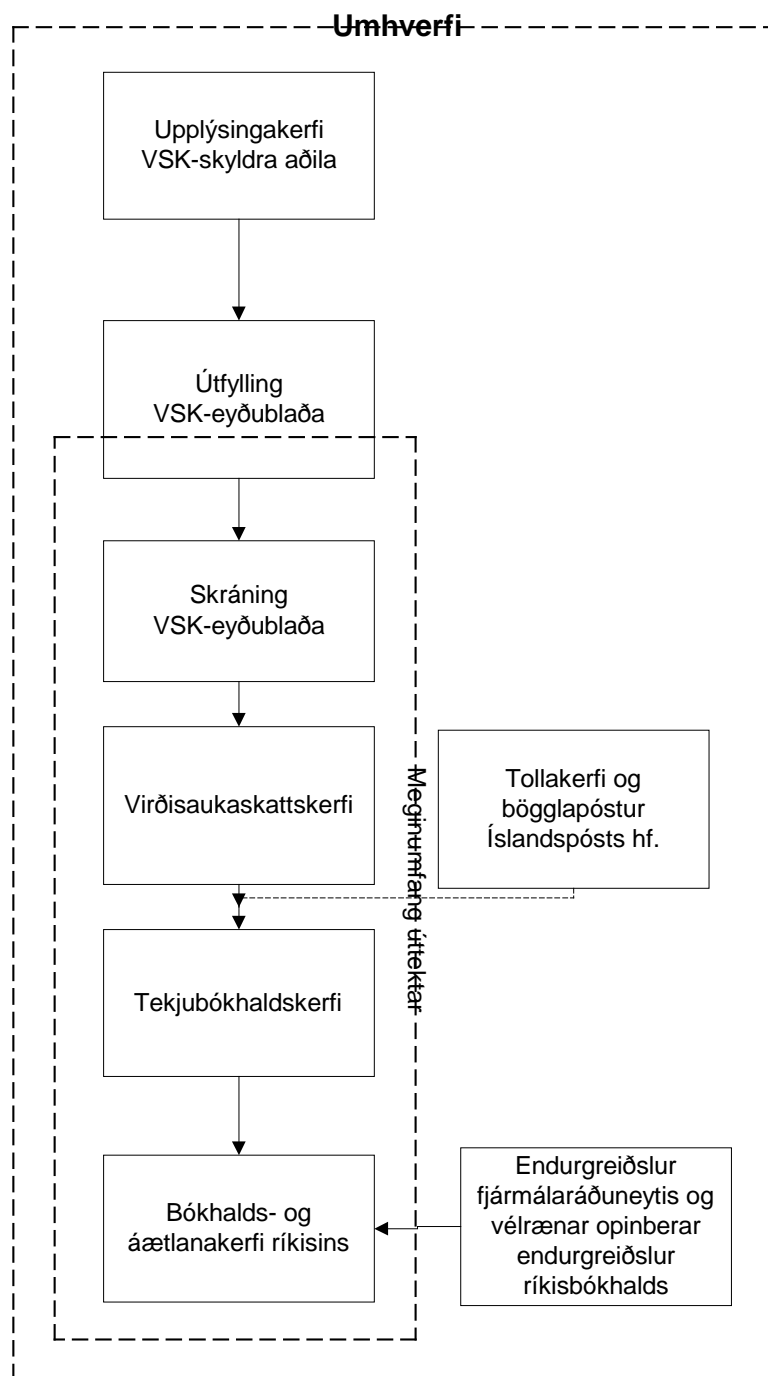 Umhverfi
Upplýsingakerfi
VSK-skyldra aðila
Útfylling
VSK-eyðublaða
Skráning
VSK-eyðublaða
Virðisaukaskattskerfi
Meginumfang úttektar
Tollakerfi og
bögglapóstur
Íslandspósts hf.
Tekjubókhaldskerfi
Bókhalds- og
áætlanakerfi ríkisins
Endurgreiðslur
fjármálaráðuneytis og
vélrænar opinberar
endurgreiðslur
ríkisbókhalds